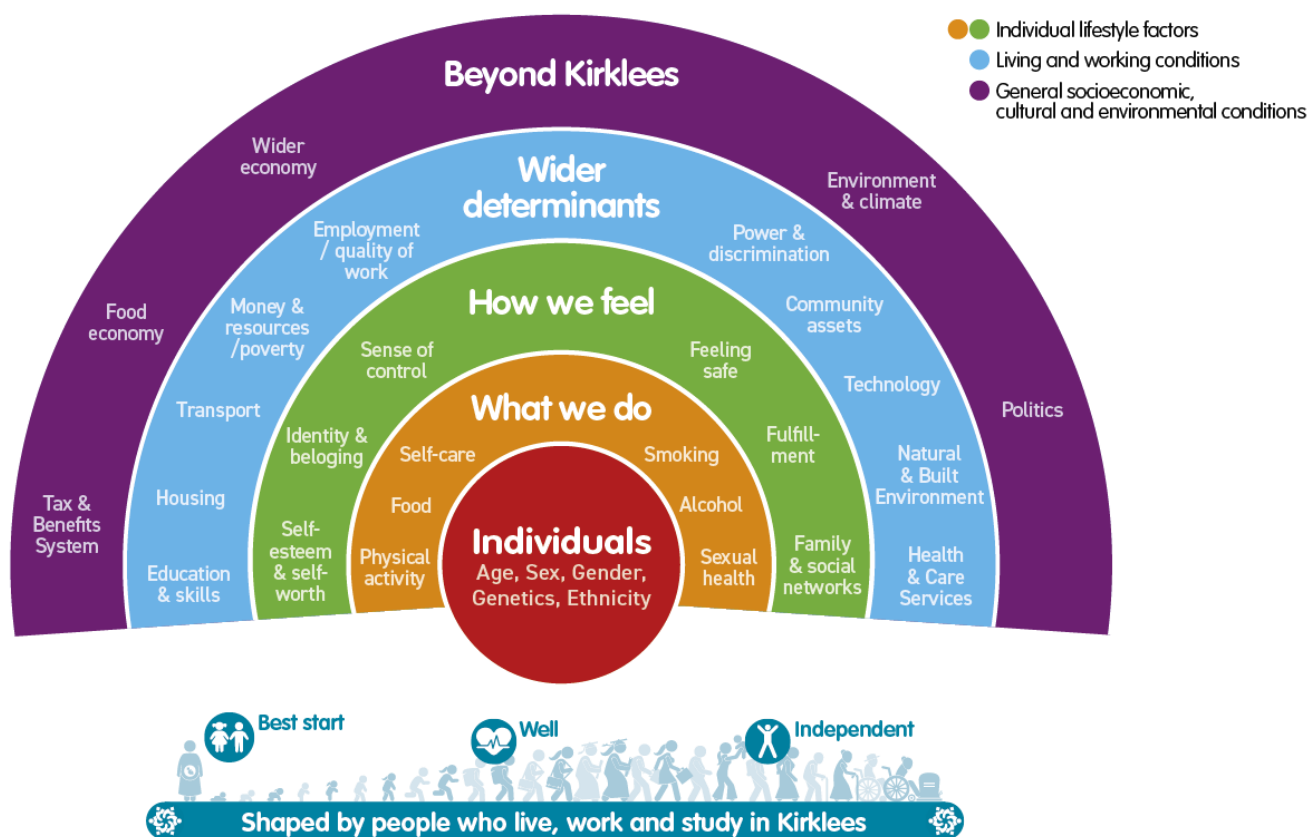 Individual lifestyle factors
Living and working conditions
General socioeconomic,
cultural and environmental conditions
Beyond Kirklees
Wider
economy
Food
economy
Tax &
Benefits
System
Environment
& climate
Politics
Wider
determinants
Employment
/ quality of
work
Money &
resources
/poverty
Transport
Housing
Education
& skills
Power &
discrimination
Community
assets
Technology
Natural
& Built
Environment
Health
& Care
Services
How we feel
Sense of
control
Identity &
beloging
Self-
esteem
& self-
worth
Feeling
safe
Fulfill-
ment
Family
& social
networks
What we do
Self-care
Food
Physical
activity
Smoking
Alcohol
Sexual
health
Individuals
Age, Sex, Gender,
Genetics, Ethnicity
Best start
Well
Independent
Shaped by people who live, work and study in Kirklees